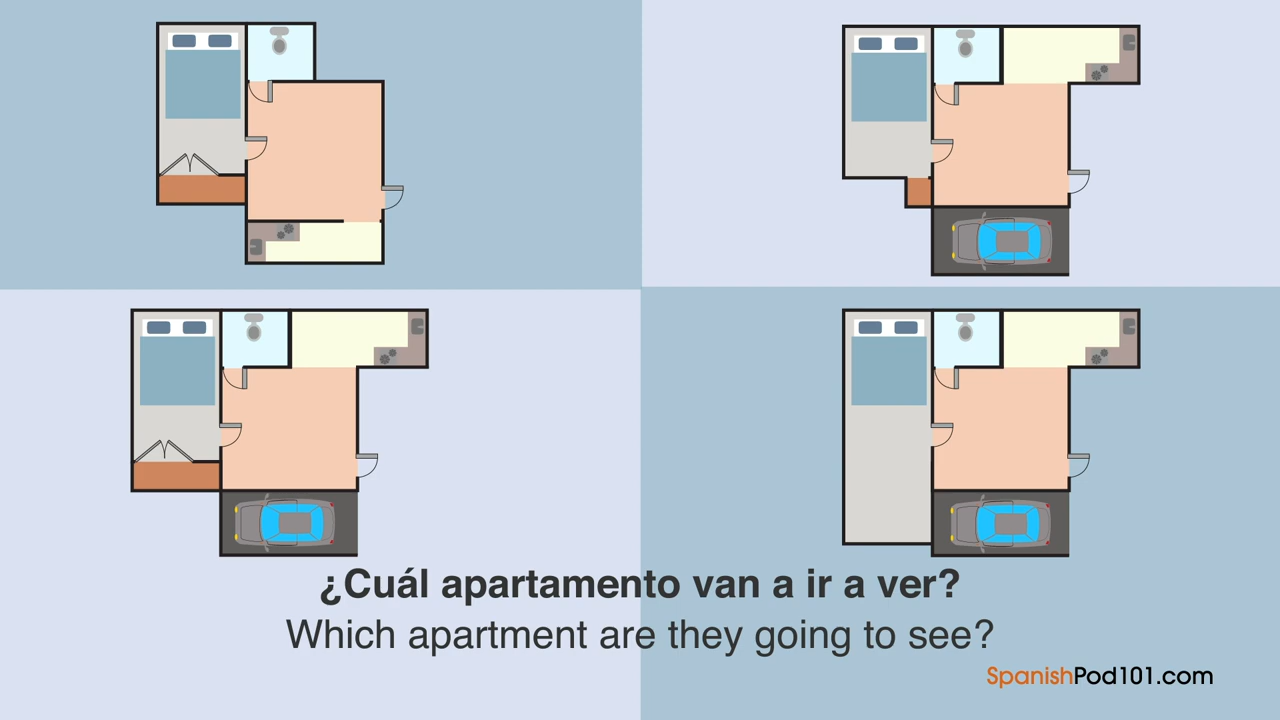 ¿Cuál apartamento van a ir a ver?
Which apartment are they going to see?
SpanishPod101.com